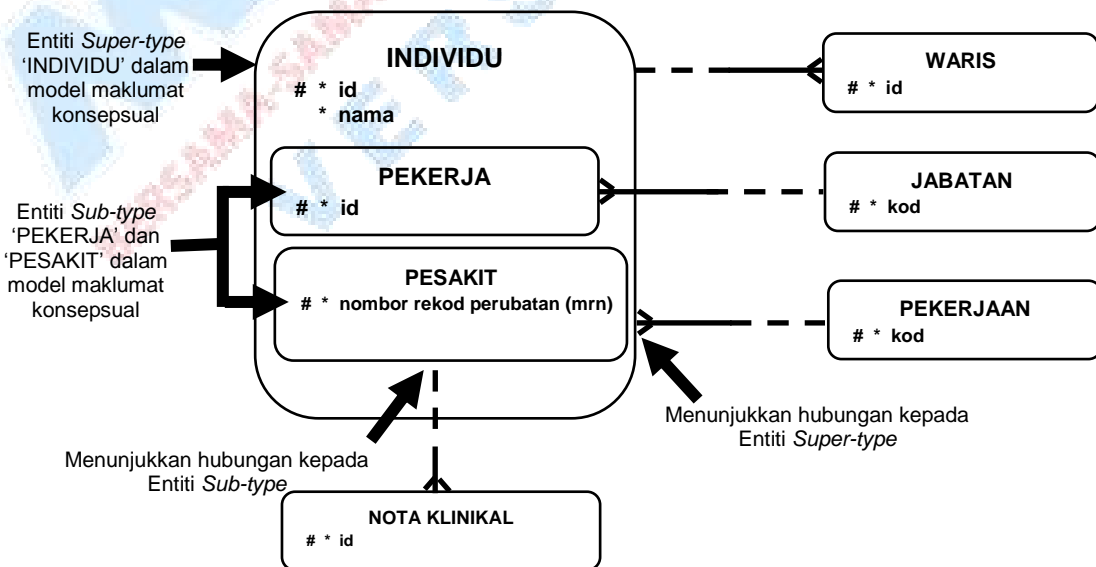 Entiti Super-type
'INDIVIDU' dalam
model maklumat
konsepsual
INDIVIDU
# * id
* nama
PEKERJA
# * id
PESAKIT
# * nombor rekod perubatan (mrn)
Entiti Sub-type
'PEKERJA' dan
'PESAKIT' dalam
model maklumat
konsepsual
WARIS
# * id
JABATAN
# * kod
PEKERJAAN
# * kod
Menunjukkan hubungan kepada
Entiti Super-type
Menunjukkan hubungan kepada
Entiti Sub-type
NOTA KLINIKAL
# * id